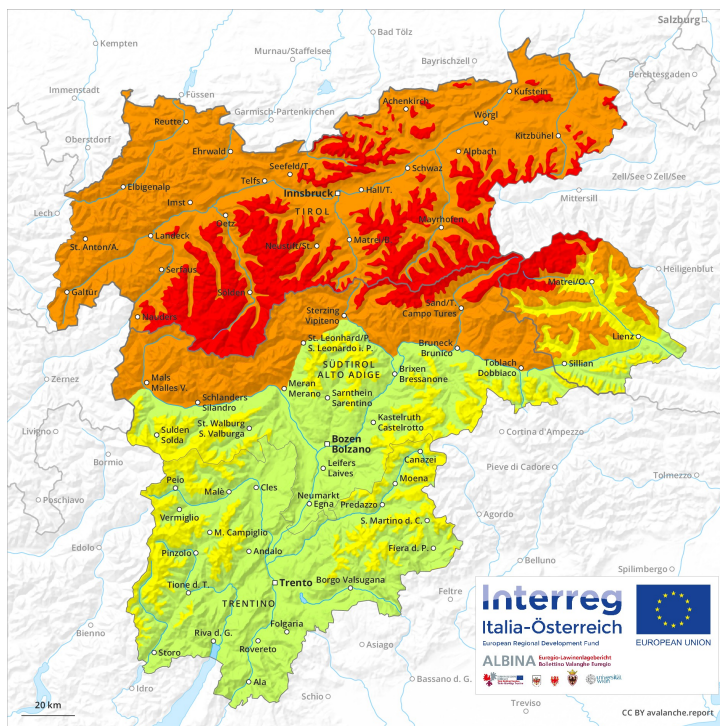 Salzburg
Bad Tölz
Kempten
Murnau/Staffelsee
Bayrischzell
Berchtesgaden
Immenstadt
Füssen
Achenkirch
Kufstein
Garmisch-Partenkirchen
Reutte
Wörgl
Oberstdorf
Ehrwald
Kitzbühel
Alpbach
Seefeld/T.
Schwaz
Zell/See
Zell/See
Telfs
Elbigenalp
Innsbruck
Hall/T.
Mittersill
Imst
Lech
TIROL
Oetz
Mayrhofen
St. Anton/A.
Landeck
Neustift/St.
Matrei/B.
Serfaus
Heiligenblut
Matrei/O.
Galtür
Sölden
Nauders
Sand/T.
Campo Tures
Sterzing
Vipiteno
Lienz
St. Leonhard/P.
S. Leonardo i. P.
Bruneck
Brunico
SÜDTIROL
ALTO ADIGE
Toblach
Dobbiaco
Sillian
Brixen
Bressanone
Mals
Malles V.
Zernez
Meran
Merano
Schlanders
Silandro
Sarnthein
Sarentino
St. Walburg
S. Valburga
Kastelruth
Castelrotto
Livigno
Sulden
Solda
Cortina d'Ampezzo
Bozen
Bolzano
Bormio
Canazei
Leifers
Laives
Pieve di Cadore
Tolmezzo
Peio
Moena
Malè
Cles
Neumarkt
Egna
Predazzo
Poschiavo
Agordo
Vermiglio
S. Martino d. C.
M. Campiglio
Edolo
Pinzolo
Andalo
Fiera d. P.
Belluno
Spilimbergo
Trento
Borgo Valsugana
Tione d. T.
Feltre
TRENTINO
Folgaria
Bienno
Riva d. G.
Asiago
Rovereto
Storo
Bassano d. G.
Idro
Ala
Schio
Treviso
20 km
Interreg
Italia-Österreich
European Regional Development Fund
EUROPEAN UNION
ALBINA
Euregio-Lawinenlagebericht
Bollettino Valanghe Euregio
CC BY avalanche.report